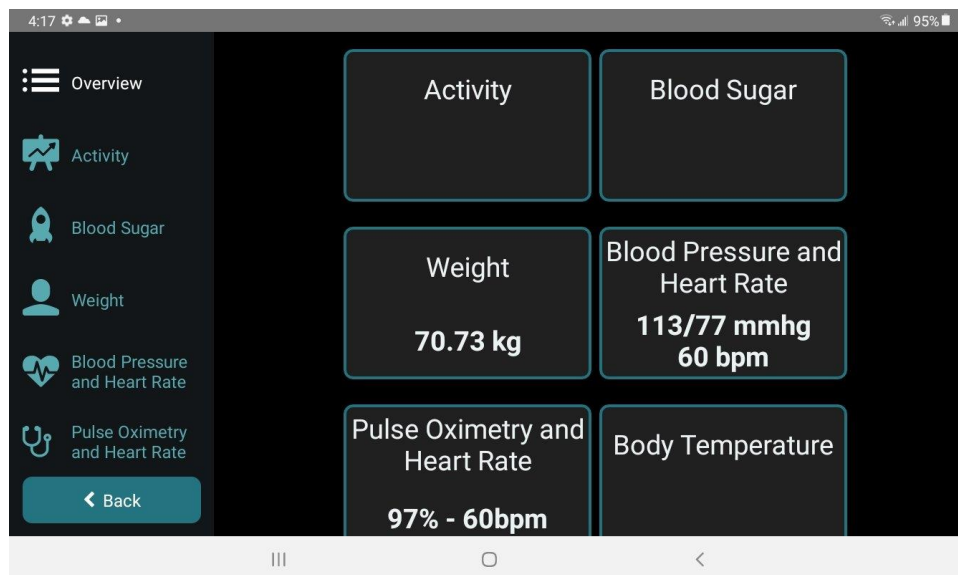 4:17
95%
Overview
Activity
Blood Sugar
Weight
Blood Pressure
and Heart Rate
Pulse Oximetry
and Heart Rate
Back
Activity
Blood Sugar
Weight
70.73 kg
Blood Pressure and
Heart Rate
113/77 mmhg
60 bpm
Pulse Oximetry and
Heart Rate
97% - 60bpm
Body Temperature